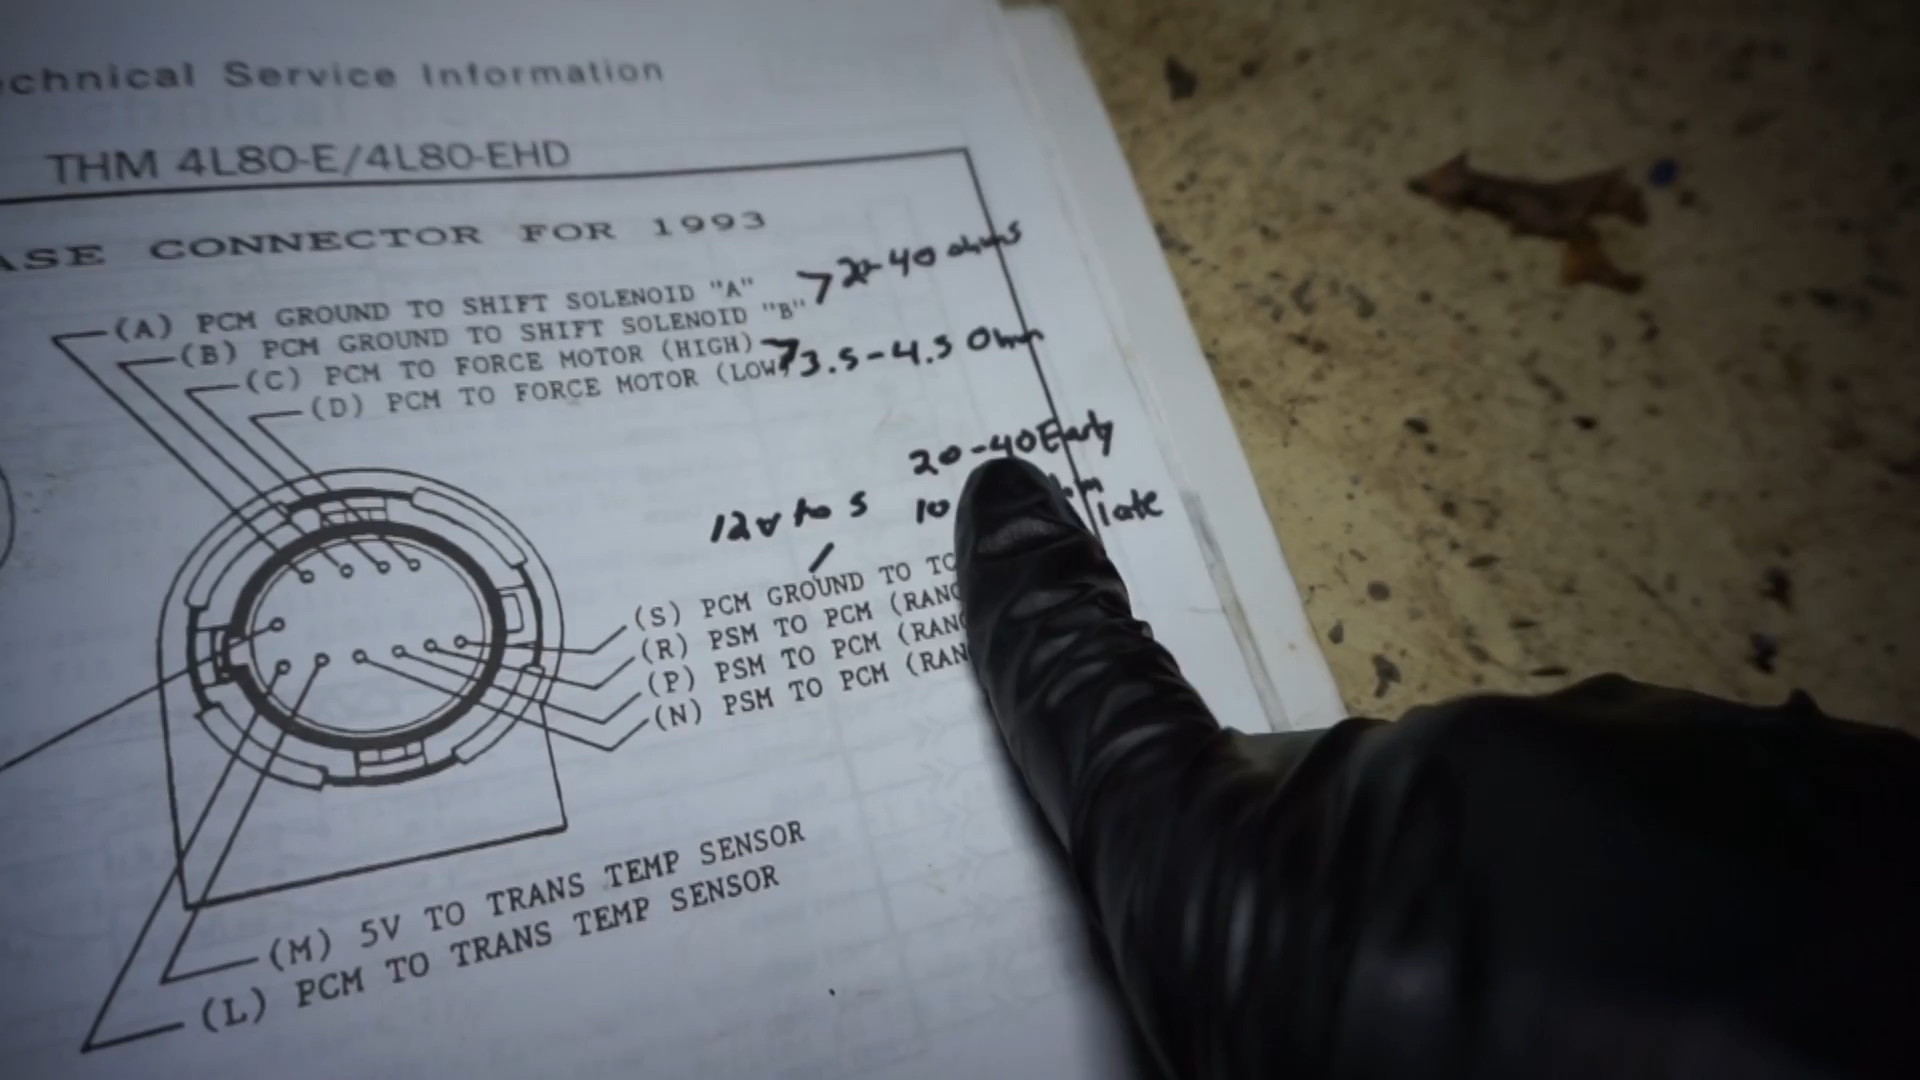 Technical Service Information
THM 4L80-E/4L80-EHD
CASE CONNECTOR FOR 1993
(A) PCM GROUND TO SHIFT SOLENOID "A"
(B) PCM GROUND TO SHIFT SOLENOID "B"
20-40 ohms
(C) PCM TO FORCE MOTOR (HIGH)
(D) PCM TO FORCE MOTOR (LOW
3.5-4.5 Ohm
20-40 Early
12v to S
10
late
(S) PCM GROUND TO TC
(R) PSM TO PCM (RANG
(P) PSM TO PCM (RANG
(N) PSM TO PCM (RAN
(M) 5V TO TRANS TEMP SENSOR
(L) PCM TO TRANS TEMP SENSOR